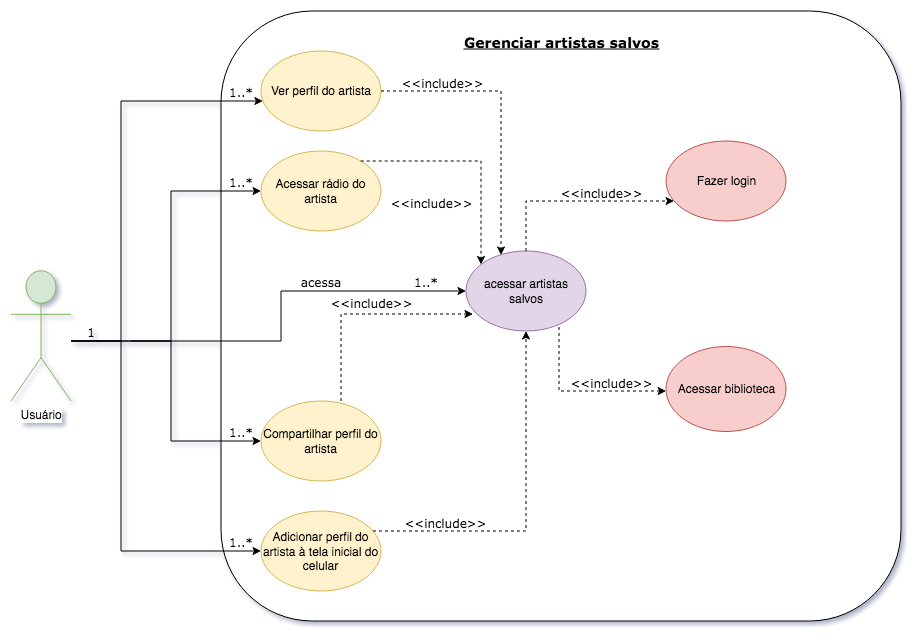 Gerenciar artistas salvos
<<include>>
Ver perfil do artista
1..*
Acessar rádio do
artista
1..*
<<include>>
<<include>>
Fazer login
acessa
1..*
acessar artistas
salvos
<<include>>
1
Usuário
<<include>>
Acessar biblioteca
1..*
Compartilhar perfil do
artista
<<include>>
1..*
Adicionar perfil do
artista à tela inicial do
celular